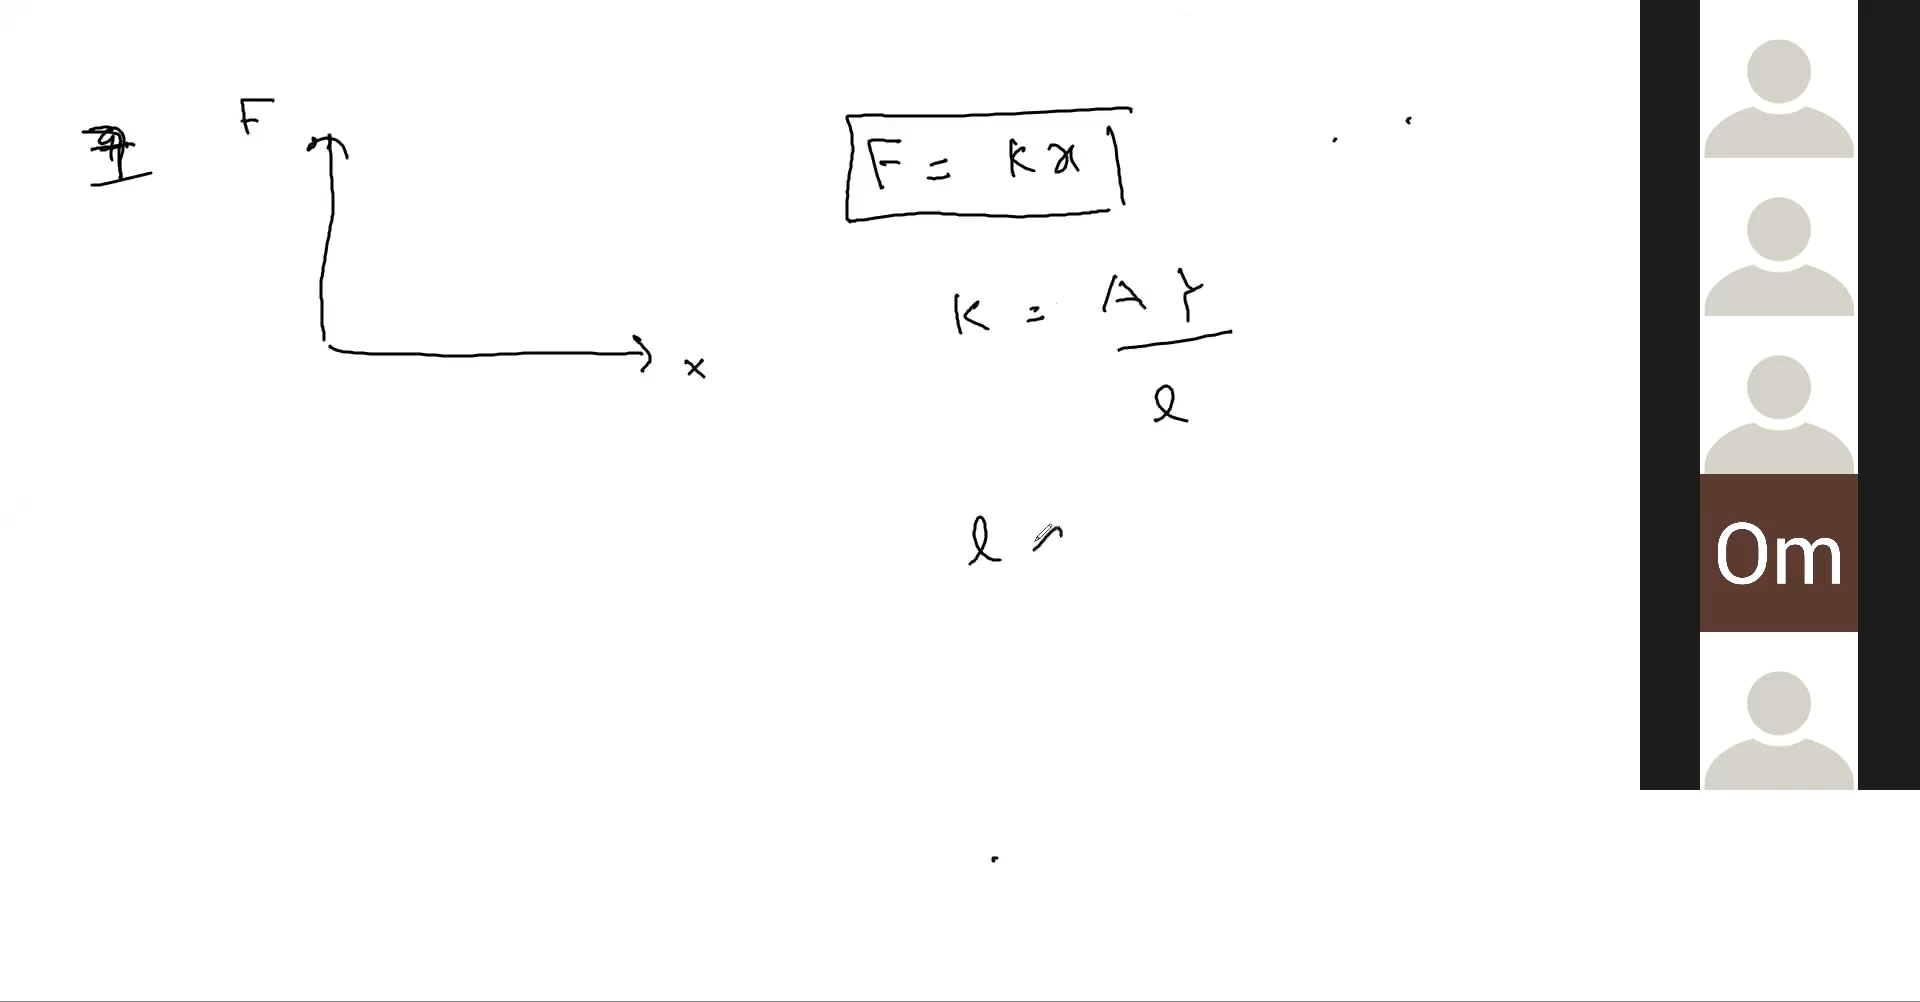 F
F = kx
K = AY
l
x
l
Om